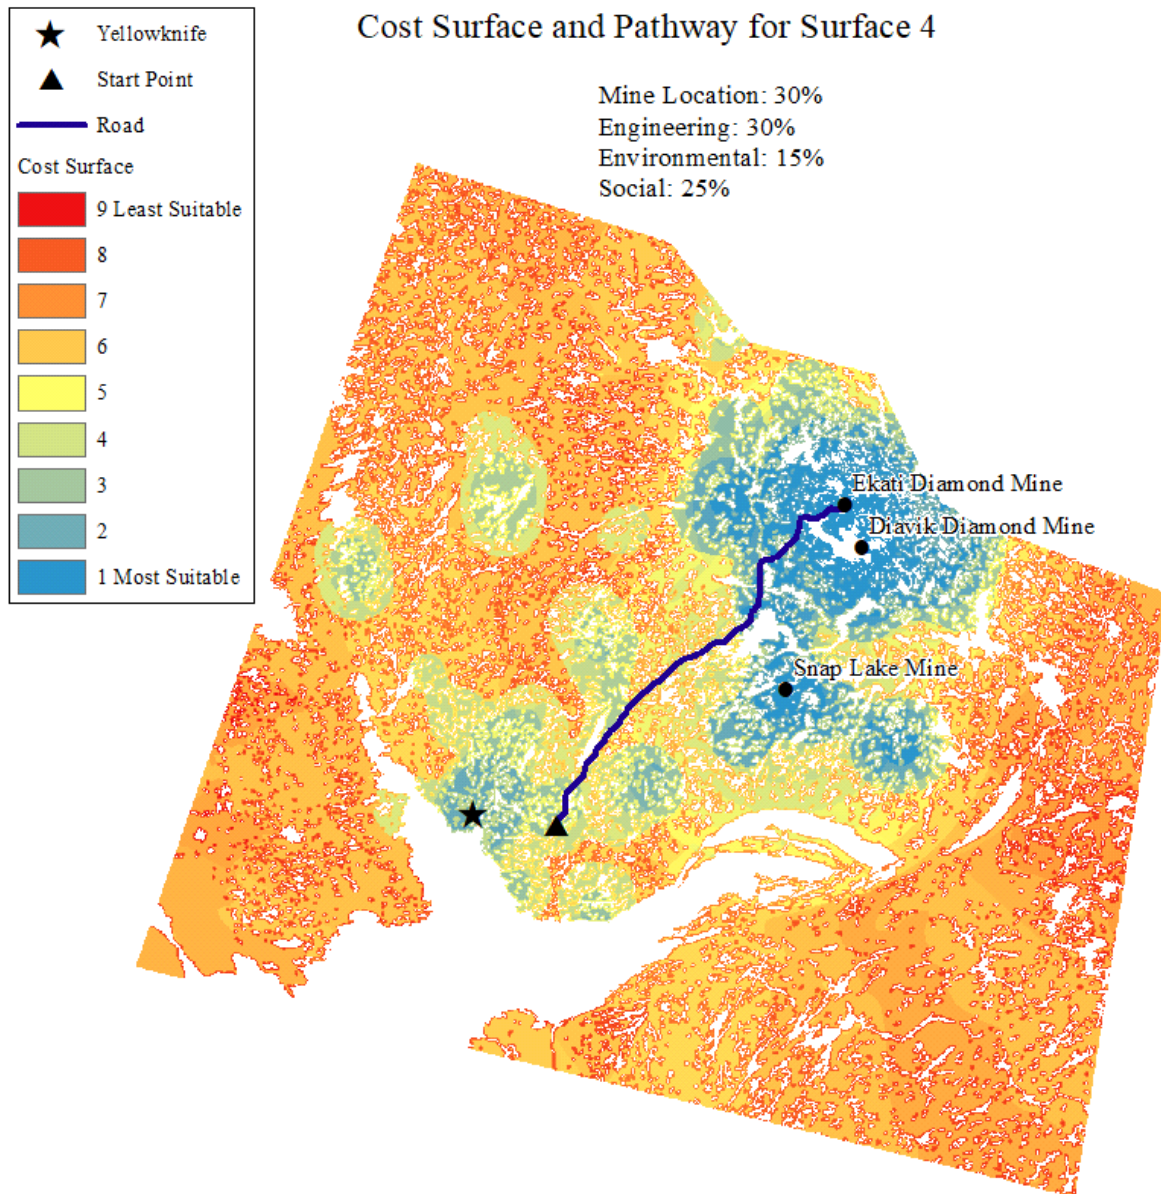 Cost Surface and Pathway for Surface 4
Yellowknife
Start Point
Road
Cost Surface
9 Least Suitable
8
7
6
5
4
3
2
1 Most Suitable
Mine Location: 30%
Engineering: 30%
Environmental: 15%
Social: 25%
Ekati Diamond Mine
Diavik Diamond Mine
Snap Lake Mine